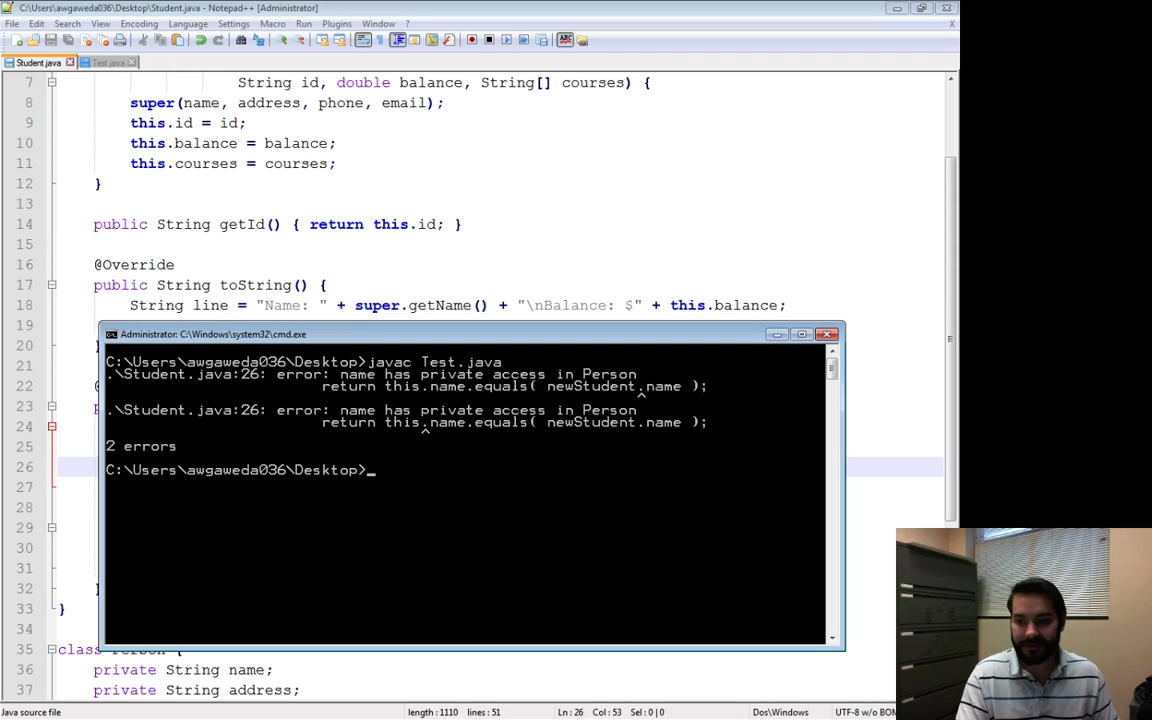 C:\Users\awgaweda036\Desktop\Student.java - Notepad++ [Administrator]
File Edit Search View Encoding Language Settings Macro Run Plugins Window ? X
Student.java Test.java
7 String id, double balance, String[] courses) {
8 super(name, address, phone, email);
9 this.id = id;
10 this.balance = balance;
11 this.courses = courses;
12 }
13
14 public String getId() { return this.id; }
15
16 @Override
17 public String toString() {
18 String line = "Name: " + super.getName() + "\nBalance: $" + this.balance;
19
20
21
22
23
24
25
26
27
28
29
30
31
32
33 }
34
35 class Person {
36 private String name;
37 private String address;
Administrator: C:\Windows\system32\cmd.exe
C:\Users\awgaweda036\Desktop>javac Test.java
.\Student.java:26: error: name has private access in Person
return this.name.equals( newStudent.name );
^
.\Student.java:26: error: name has private access in Person
return this.name.equals( newStudent.name );
^
2 errors
C:\Users\awgaweda036\Desktop>_
Java source file length: 1110 lines: 51 Ln: 26 Col: 53 Sel: 0 | 0 Dos\Windows UTF-8 w/o BOM